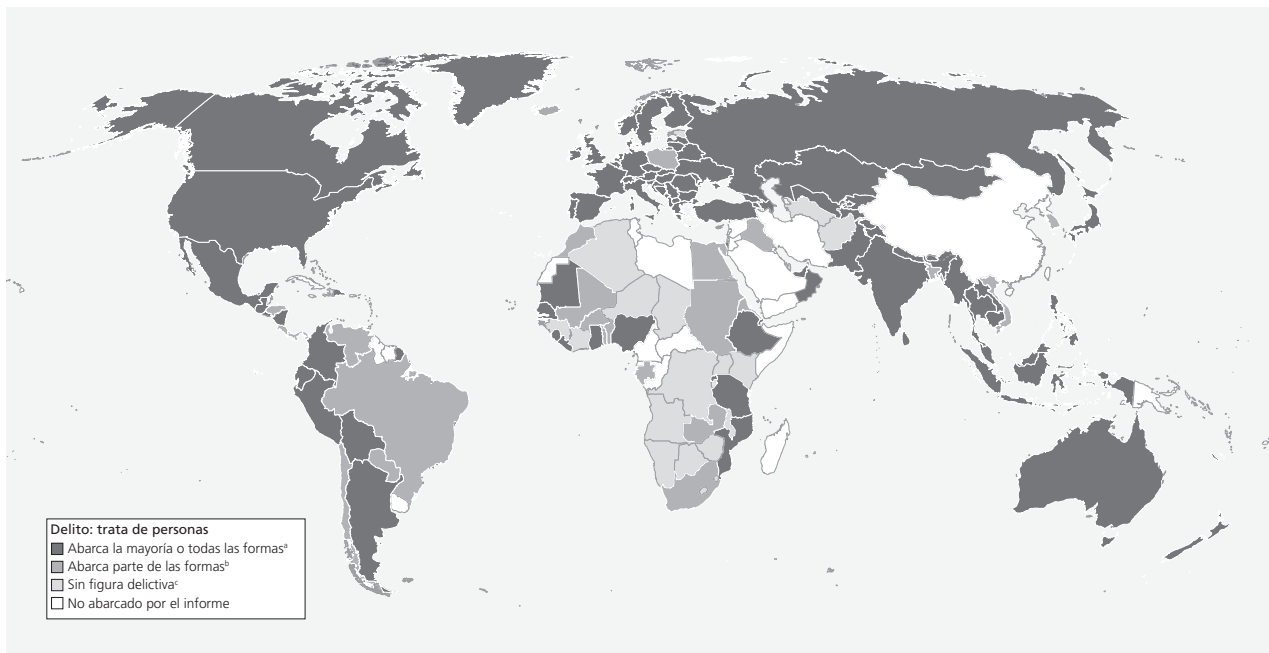 Delito: trata de personas
Abarca la mayoría o todas las formasª
Abarca parte de las formasᵇ
Sin figura delictivaᶜ
No abarcado por el informe